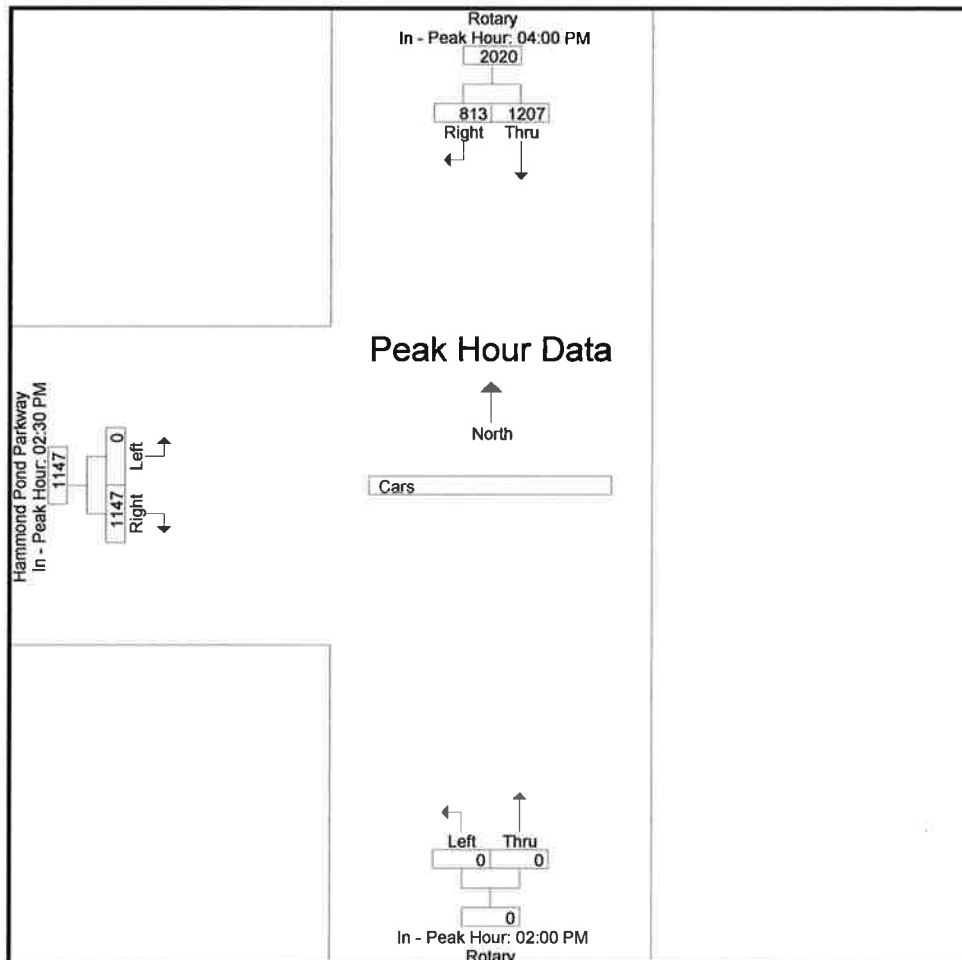 Rotary
In - Peak Hour: 04:00 PM
2020
813 1207
Right Thru
Peak Hour Data
North
Cars
Hammond Pond Parkway
In - Peak Hour: 02:30 PM
1147
1147 0
Right Left
Left Thru
0 0
0
In - Peak Hour: 02:00 PM
Rotary